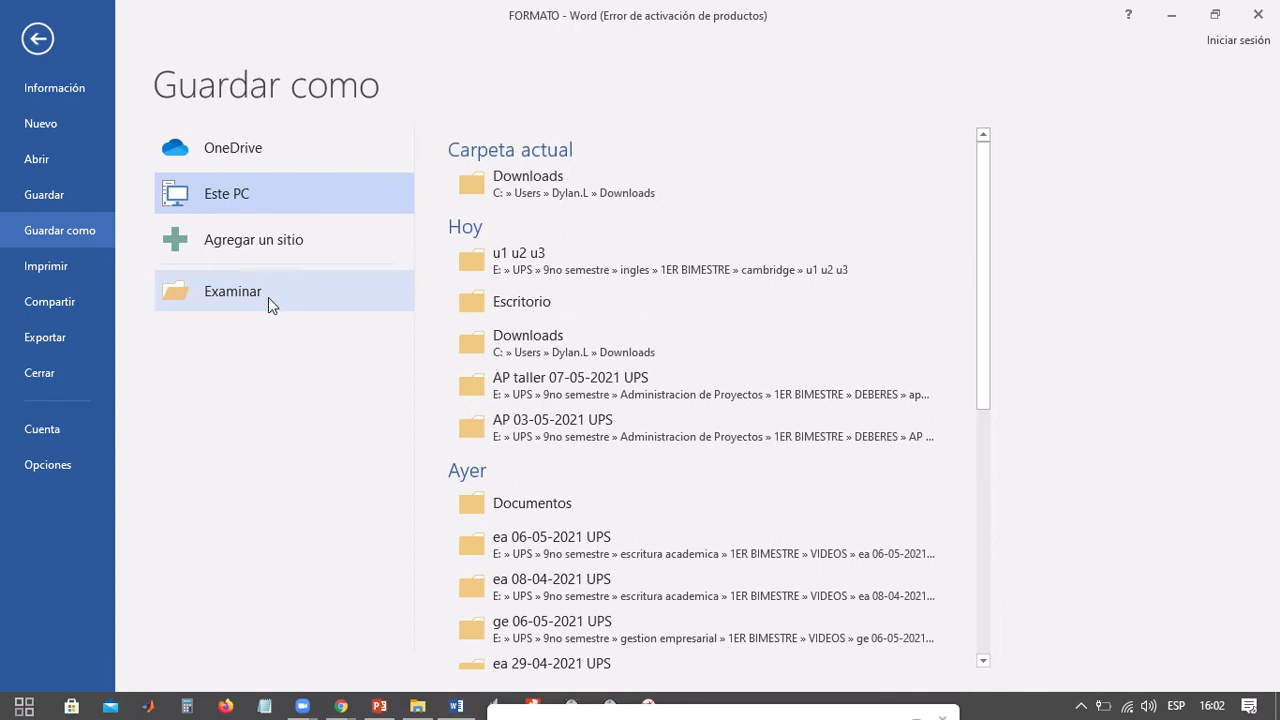 FORMATO - Word (Error de activación de productos)
?
Iniciar sesión
Información
Nuevo
Abrir
Guardar
Guardar como
Imprimir
Compartir
Exportar
Cerrar
Cuenta
Opciones
Guardar como
OneDrive
Este PC
Agregar un sitio
Examinar
Carpeta actual
Downloads
C: » Users » Dylan.L » Downloads
Hoy
u1 u2 u3
E: » UPS » 9no semestre » ingles » 1ER BIMESTRE » cambridge » u1 u2 u3
Escritorio
Downloads
C: » Users » Dylan.L » Downloads
AP taller 07-05-2021 UPS
E: » UPS » 9no semestre » Administracion de Proyectos » 1ER BIMESTRE » DEBERES » ap...
AP 03-05-2021 UPS
E: » UPS » 9no semestre » Administracion de Proyectos » 1ER BIMESTRE » DEBERES » AP ...
Ayer
Documentos
ea 06-05-2021 UPS
E: » UPS » 9no semestre » escritura academica » 1ER BIMESTRE » VIDEOS » ea 06-05-2021...
ea 08-04-2021 UPS
E: » UPS » 9no semestre » escritura academica » 1ER BIMESTRE » VIDEOS » ea 08-04-2021...
ge 06-05-2021 UPS
E: » UPS » 9no semestre » gestion empresarial » 1ER BIMESTRE » VIDEOS » ge 06-05-2021...
ea 29-04-2021 UPS
ESP 16:02